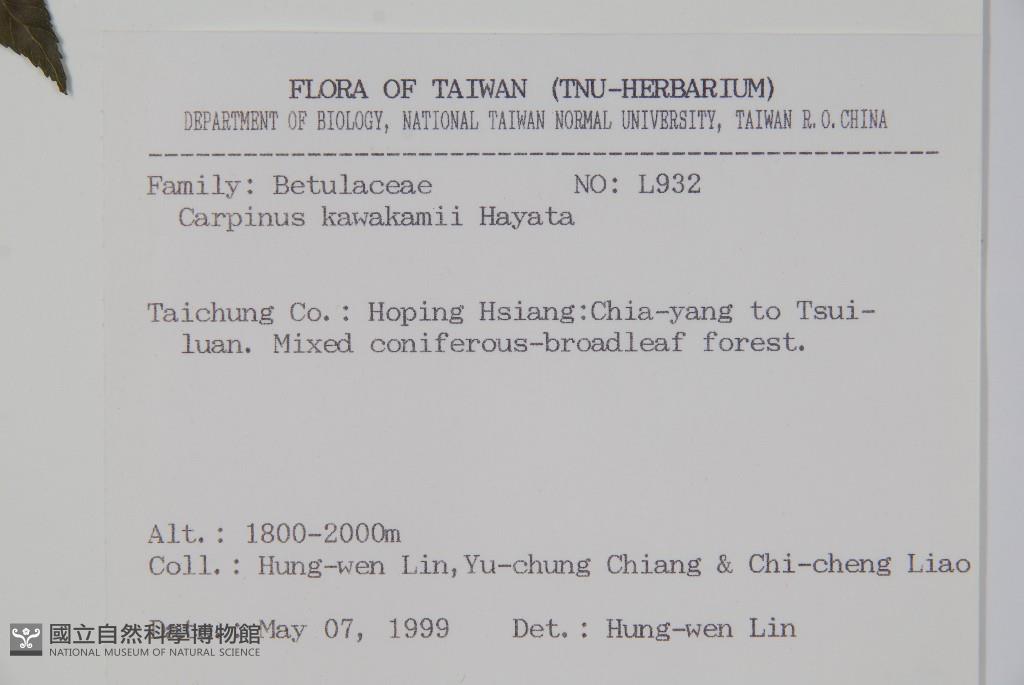 FLORA OF TAIWAN (TNU-HERBARIUM)
DEPARTMENT OF BIOLOGY, NATIONAL TAIWAN NORMAL UNIVERSITY, TAIWAN R.O.CHINA
Family: Betulaceae NO: L932
Carpinus kawakamii Hayata
Taichung Co.: Hoping Hsiang:Chia-yang to Tsui-
luan. Mixed coniferous-broadleaf forest.
Alt.: 1800-2000m
Coll.: Hung-wen Lin,Yu-chung Chiang & Chi-cheng Liao
May 07, 1999 Det.: Hung-wen Lin
國立自然科學博物館
NATIONAL MUSEUM OF NATURAL SCIENCE